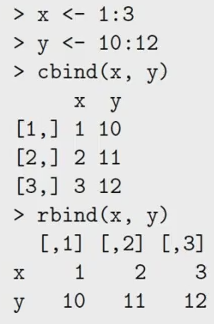 > x <- 1:3
> y <- 10:12
> cbind(x, y)
     x  y
[1,] 1 10
[2,] 2 11
[3,] 3 12
> rbind(x, y)
  [,1] [,2] [,3]
x    1    2    3
y   10   11   12